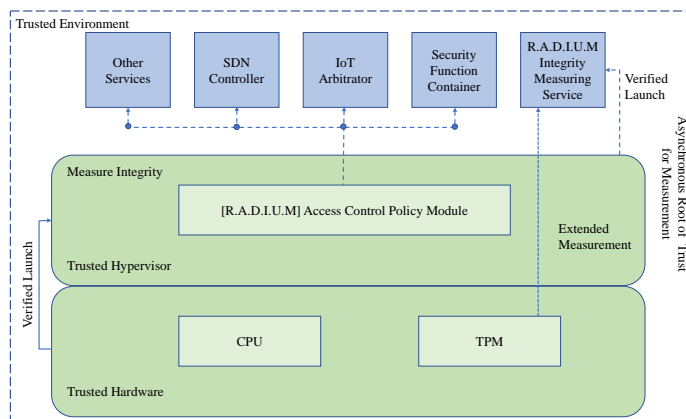 Trusted Environment
Other
Services
SDN
Controller
IoT
Arbitrator
Security
Function
Container
R.A.D.I.U.M
Integrity
Measuring
Service
Verified
Launch
Asynchronous Root of Trust
for Measurement
Measure Integrity
[R.A.D.I.U.M] Access Control Policy Module
Extended
Measurement
Trusted Hypervisor
Verified Launch
CPU
TPM
Trusted Hardware